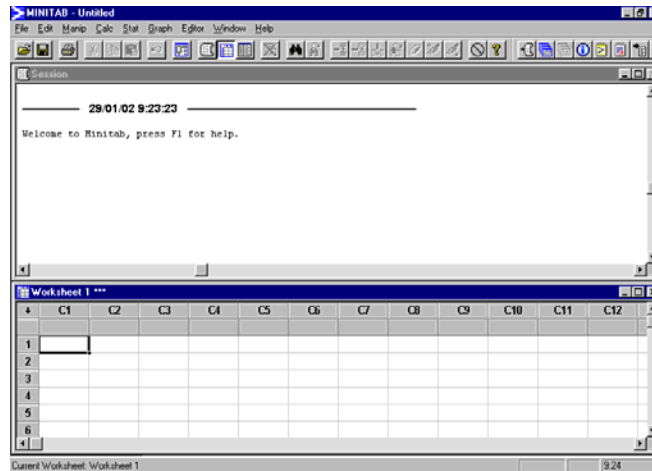 MINITAB - Untitled
File Edit Manip Calc Stat Graph Editor Window Help
Session
29/01/02 9:23:23
Welcome to Minitab, press F1 for help.
Worksheet 1 ***
C1 C2 C3 C4 C5 C6 C7 C8 C9 C10 C11 C12
1
2
3
4
5
6
Current Worksheet: Worksheet 1 9:24